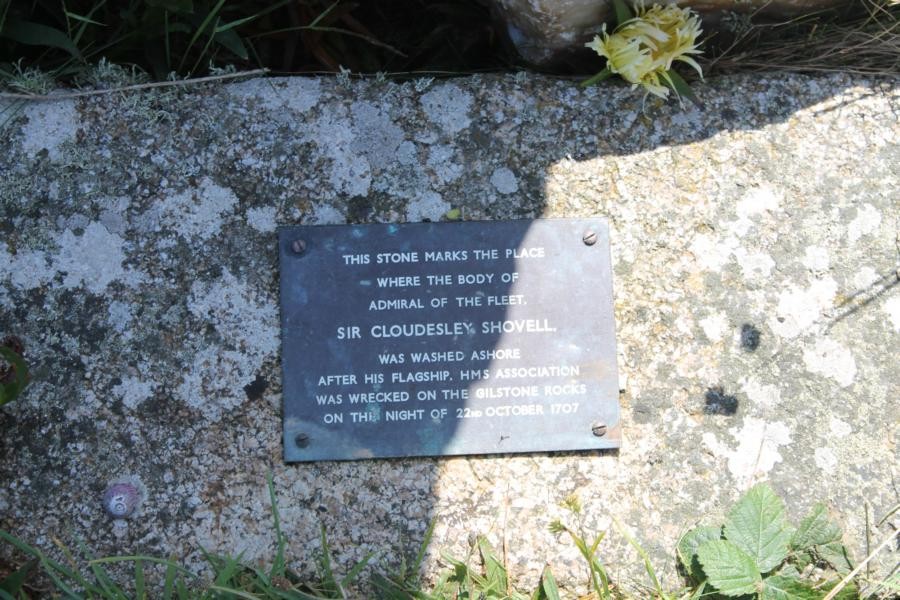 THIS STONE MARKS THE PLACE
WHERE THE BODY OF
ADMIRAL OF THE FLEET,
SIR CLOUDESLEY SHOVELL,
WAS WASHED ASHORE
AFTER HIS FLAGSHIP, HMS ASSOCIATION
WAS WRECKED ON THE GILSTONE ROCKS
ON THE NIGHT OF 22ND OCTOBER 1707